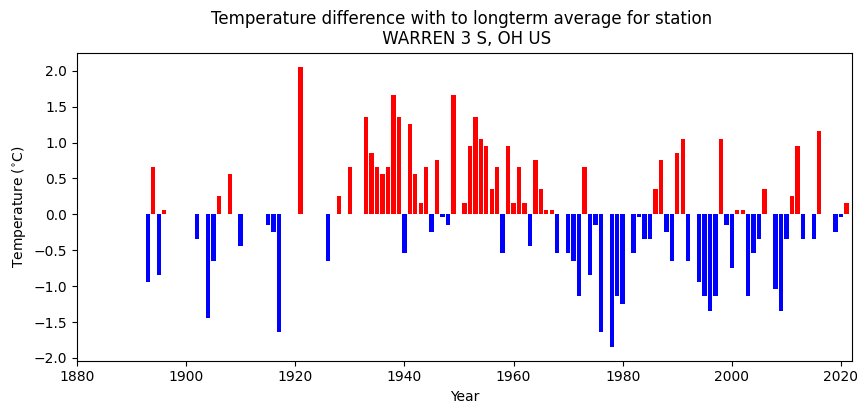 Temperature difference with to longterm average for station
WARREN 3 S, OH US
2.0
1.5
1.0
0.5
0.0
−0.5
−1.0
−1.5
−2.0
Temperature (°C)
1880 1900 1920 1940 1960 1980 2000 2020
Year